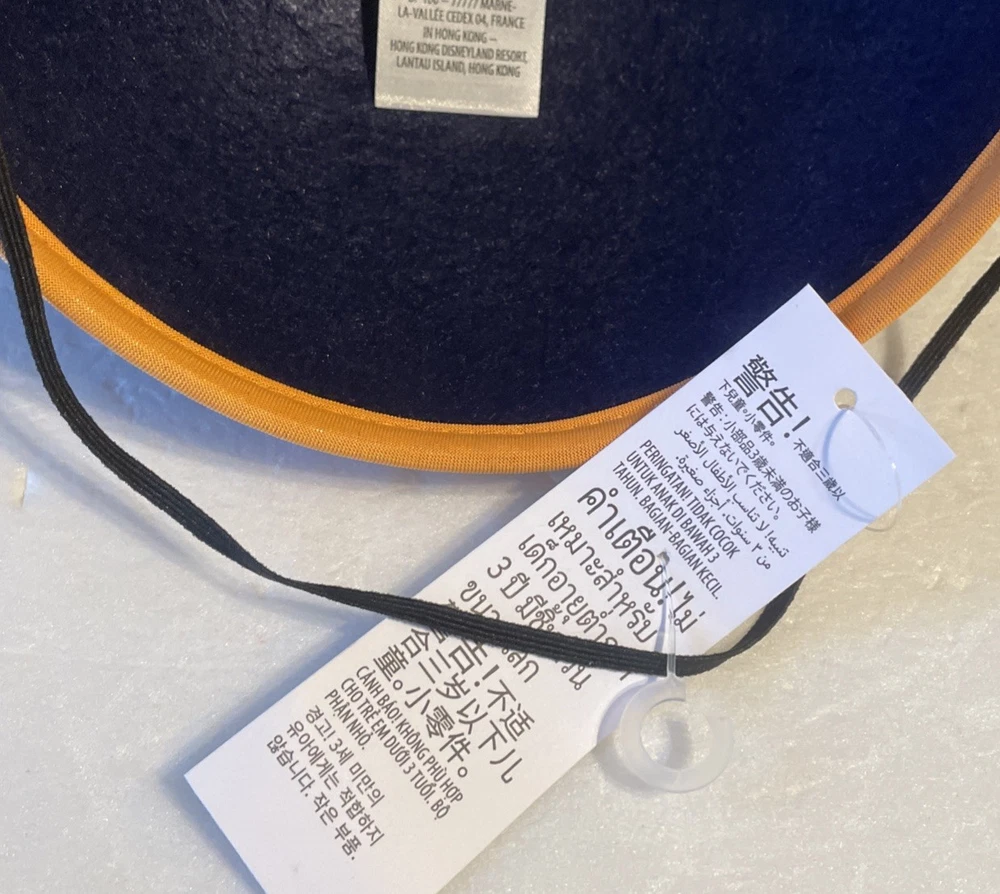 LA-VALLÉE CEDEX 04, FRANCE
IN HONG KONG –
HONG KONG DISNEYLAND RESORT,
LANTAU ISLAND, HONG KONG
警告！不適合三歲以
下兒童。小零件。
警告：小部品3歳未満のお子様
には与えないでください。
تنبيه! لا تناسب الأطفال الأصغر
من ٣ سنوات. أجزاء صغيرة.
PERINGATAN! TIDAK COCOK
UNTUK ANAK DI BAWAH 3
TAHUN. BAGIAN-BAGIAN KECIL
คำเตือน! ไม่
เหมาะสำหรับ
เด็กอายุต่ำ
3 ปี มี
告！不适
合三岁以下儿
童。小零件。
CẢNH BÁO! KHÔNG PHÙ HỢP
CHO TRẺ EM DƯỚI 3 TUỔI. BỘ
PHẬN NHỎ.
경고! 3세 미만의
유아에게는 적합하지
않습니다. 작은 부품.